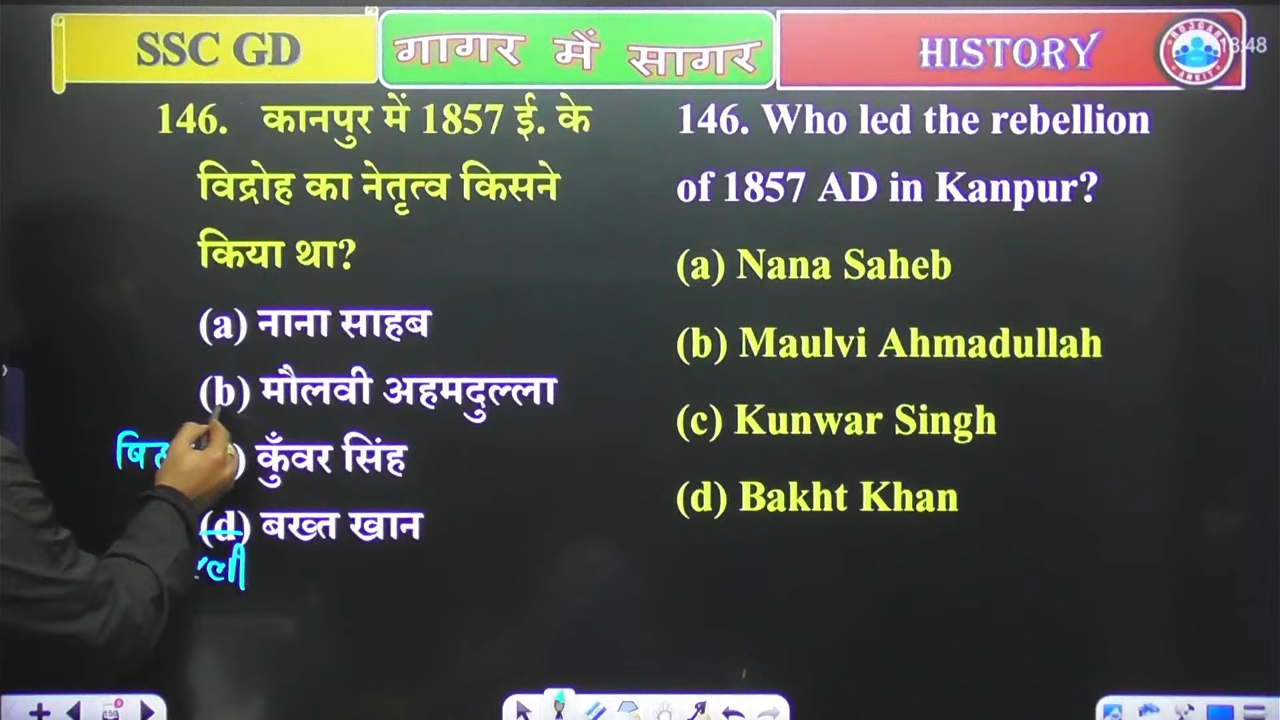 SSC GD
गागर में सागर
HISTORY
146. कानपुर में 1857 ई. के
विद्रोह का नेतृत्व किसने
किया था?
(a) नाना साहब
(b) मौलवी अहमदुल्ला
) कुँवर सिंह
(d) बख्त खान
146. Who led the rebellion
of 1857 AD in Kanpur?
(a) Nana Saheb
(b) Maulvi Ahmadullah
(c) Kunwar Singh
(d) Bakht Khan